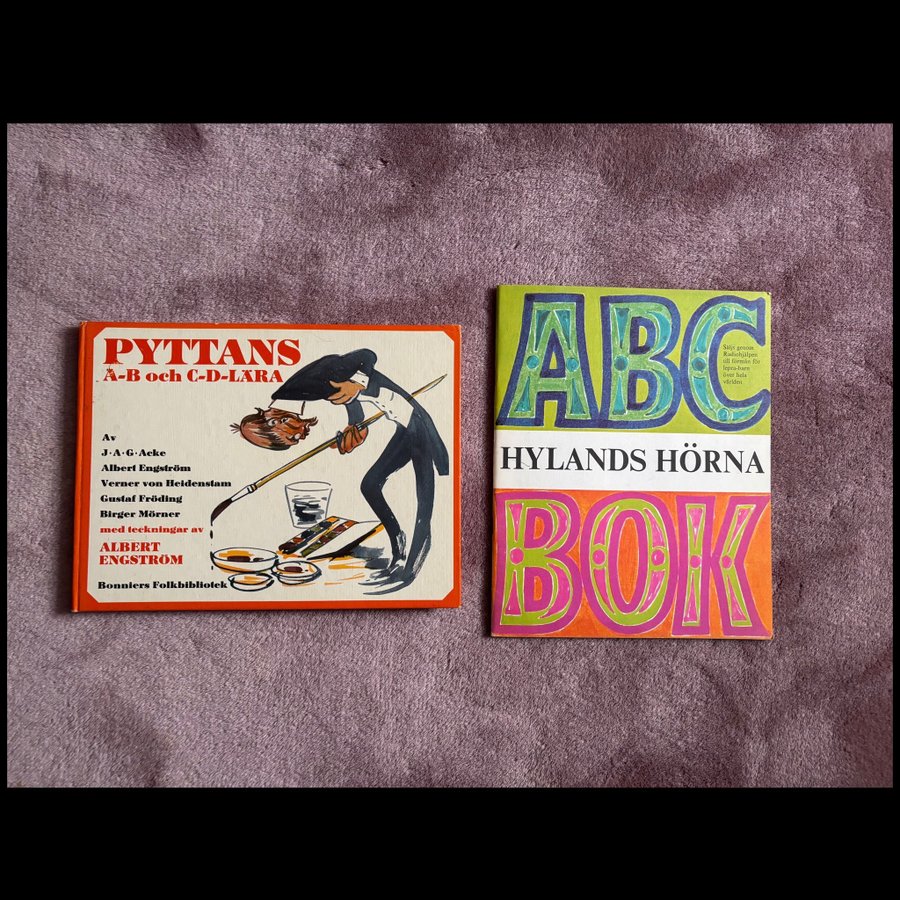 PYTTANS
A-B och C-D-LÄRA
Av
J·A·G·Acke
Albert Engström
Verner von Heidenstam
Gustaf Fröding
Birger Mörner
med teckningar av
ALBERT
ENGSTRÖM
Bonniers Folkbibliotek
ABC
Säljs genom
Radiohjälpen
till förmån för
lepra-barn
över hela
världen
HYLANDS HÖRNA
BOK